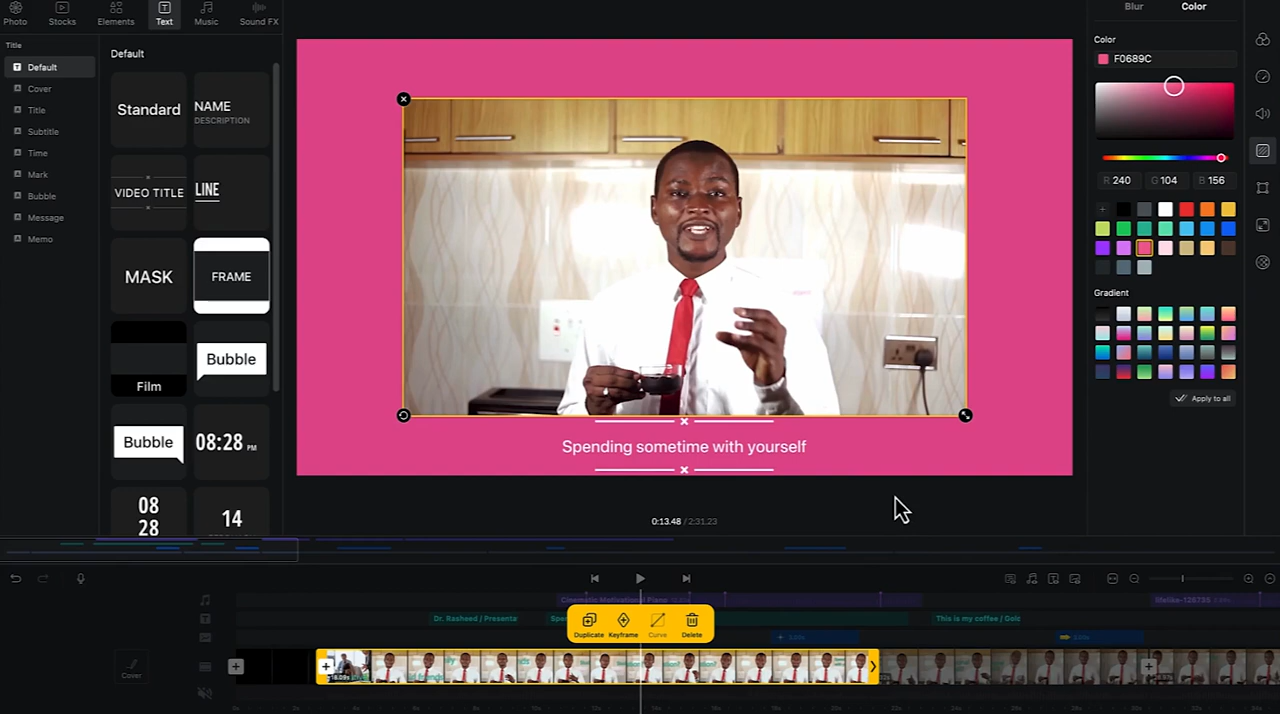 Photo Stocks Elements Text Music Sound FX
Blur Color
Title
Default
Cover
Title
Subtitle
Time
Mark
Bubble
Message
Memo
Default
Standard
NAME
DESCRIPTION
VIDEO TITLE
LINE
MASK
FRAME
Film
Bubble
Bubble
08:28 PM
08
28
14
Spending sometime with yourself
0:13.48 / 2:31.23
Color
F0689C
R 240 G 104 B 156
Gradient
Apply to all
Cinematic Motivational Piano
lifelike-126735
Dr. Rasheed / Presenta
This is my coffee / Gold
Duplicate Keyframe Curve Delete
Cover